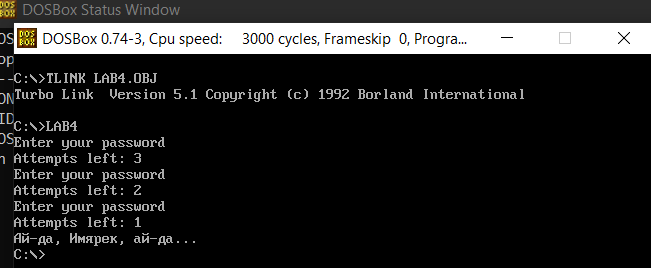 DOSBox Status Window
DOSBox 0.74-3, Cpu speed: 3000 cycles, Frameskip 0, Progra...
C:\>TLINK LAB4.OBJ
Turbo Link Version 5.1 Copyright (c) 1992 Borland International
C:\>LAB4
Enter your password
Attempts left: 3
Enter your password
Attempts left: 2
Enter your password
Attempts left: 1
Ай-да, Имярек, ай-да...
C:\>